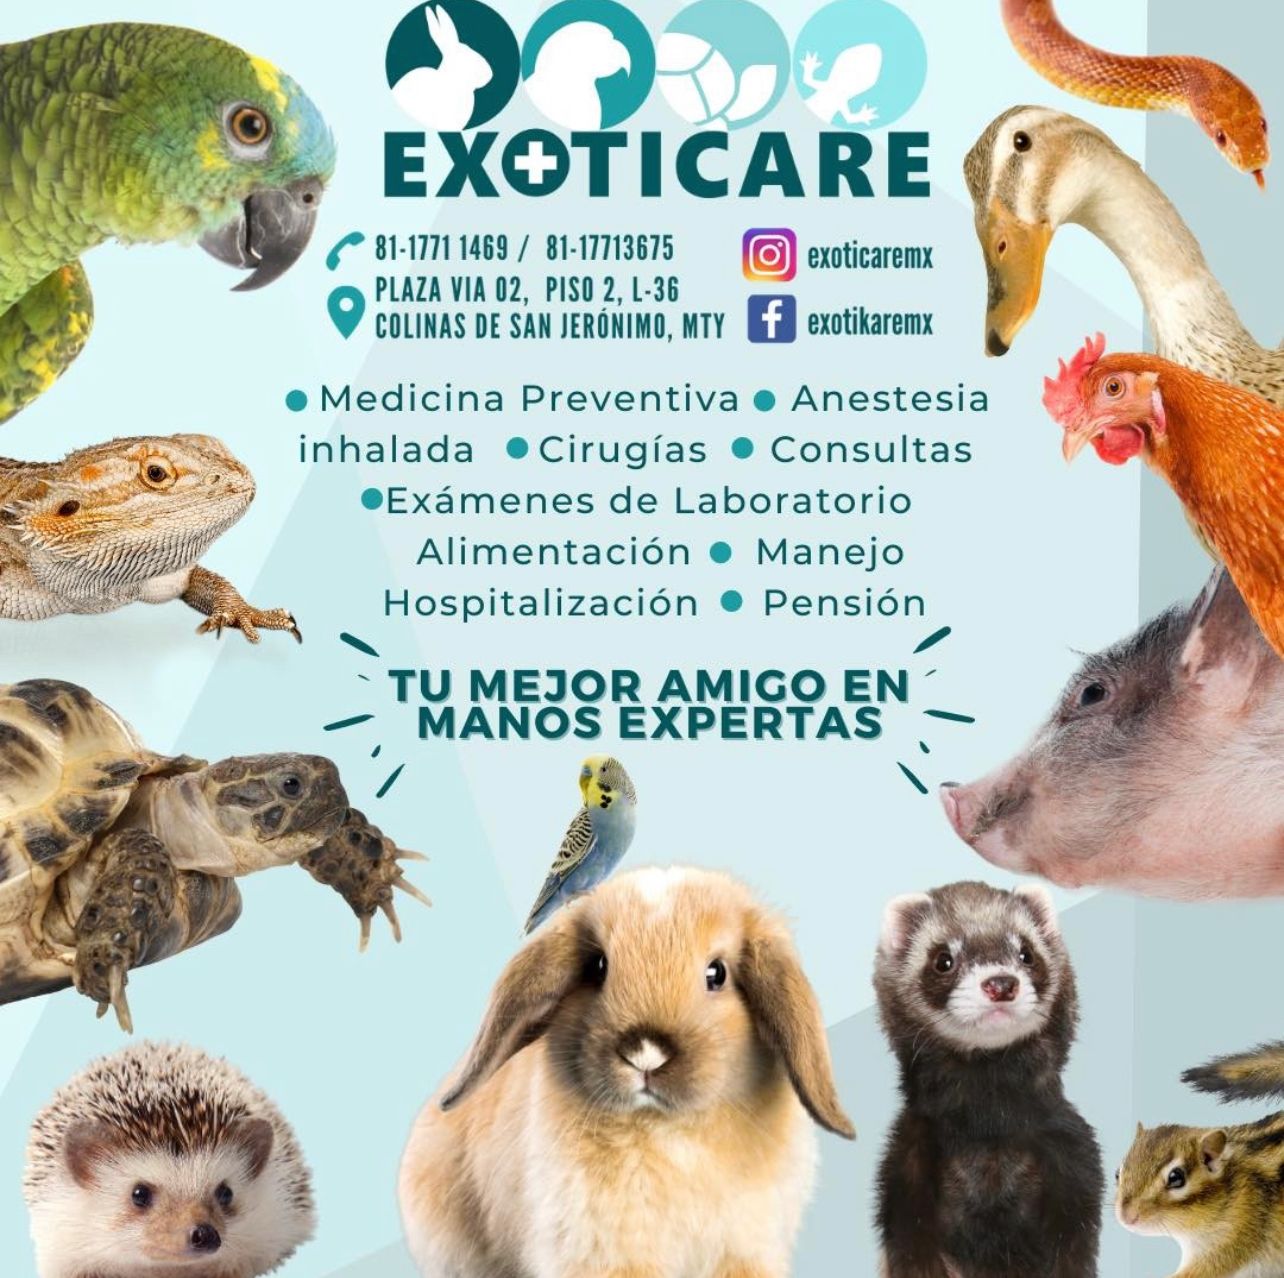 EXOTICARE
81-1771 1469 / 81-17713675
PLAZA VIA 02, PISO 2, L-36
COLINAS DE SAN JERÓNIMO, MTY
exoticaremx
exotikaremx
• Medicina Preventiva • Anestesia
inhalada • Cirugías • Consultas
•Exámenes de Laboratorio
Alimentación • Manejo
Hospitalización • Pensión
TU MEJOR AMIGO EN
MANOS EXPERTAS